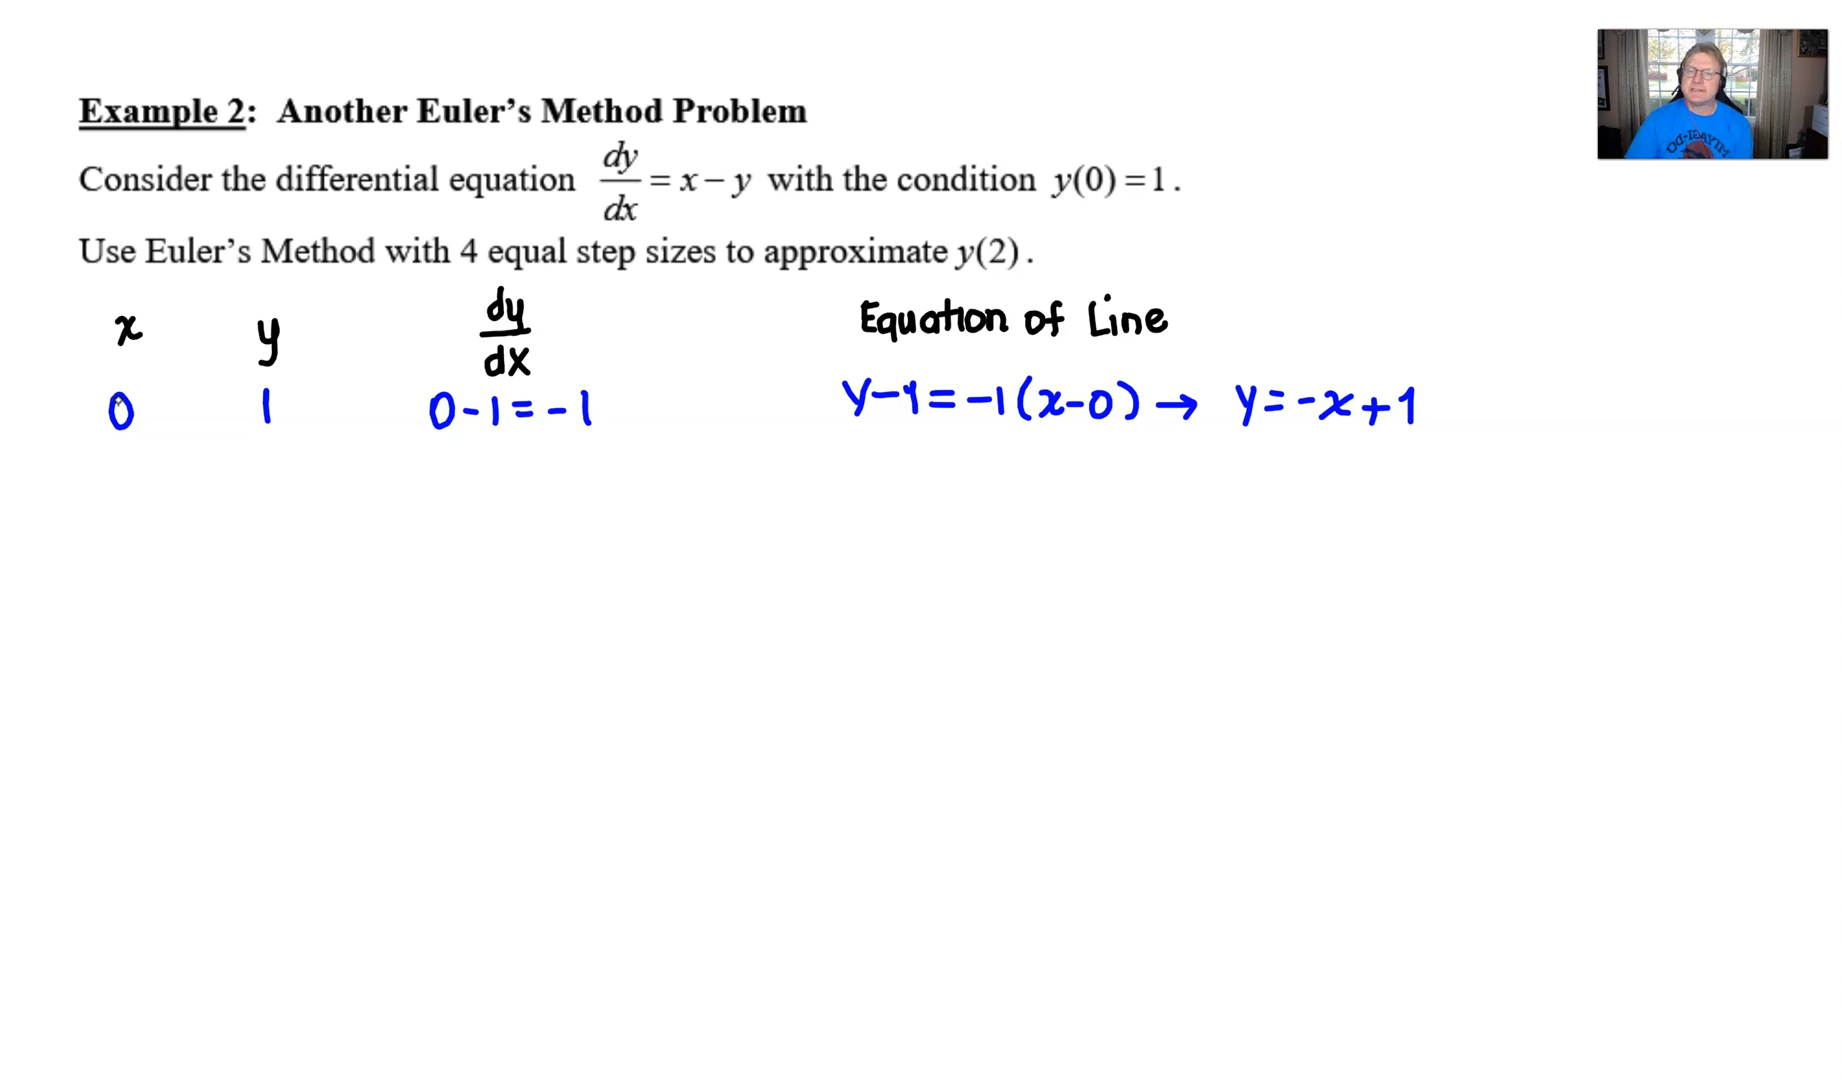 Example 2: Another Euler's Method Problem
Consider the differential equation dy/dx = x − y with the condition y(0) = 1.
Use Euler's Method with 4 equal step sizes to approximate y(2).
x y dy/dx Equation of Line
0 1 0 - 1 = -1 y - 1 = -1(x - 0) → y = -x + 1